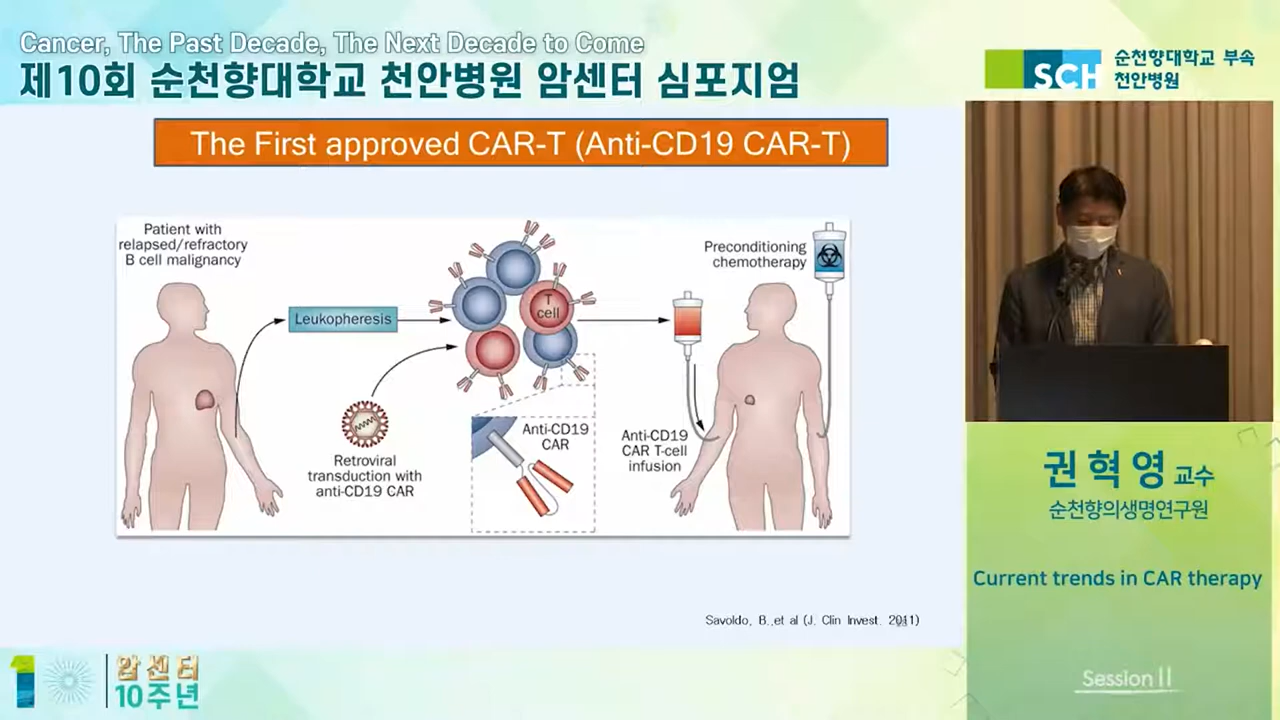 Cancer, The Past Decade, The Next Decade to Come
제10회 순천향대학교 천안병원 암센터 심포지엄
SCH
순천향대학교 부속
천안병원
The First approved CAR-T (Anti-CD19 CAR-T)
Patient with
relapsed/refractory
B cell malignancy
Leukopheresis
T
cell
Retroviral
transduction with
anti-CD19 CAR
Anti-CD19
CAR
Preconditioning
chemotherapy
Anti-CD19
CAR T-cell
infusion
Savoldo, B.,et al (J. Clin Invest. 2011)
권혁영 교수
순천향의생명연구원
Current trends in CAR therapy
Session II
10
암센터
10주년